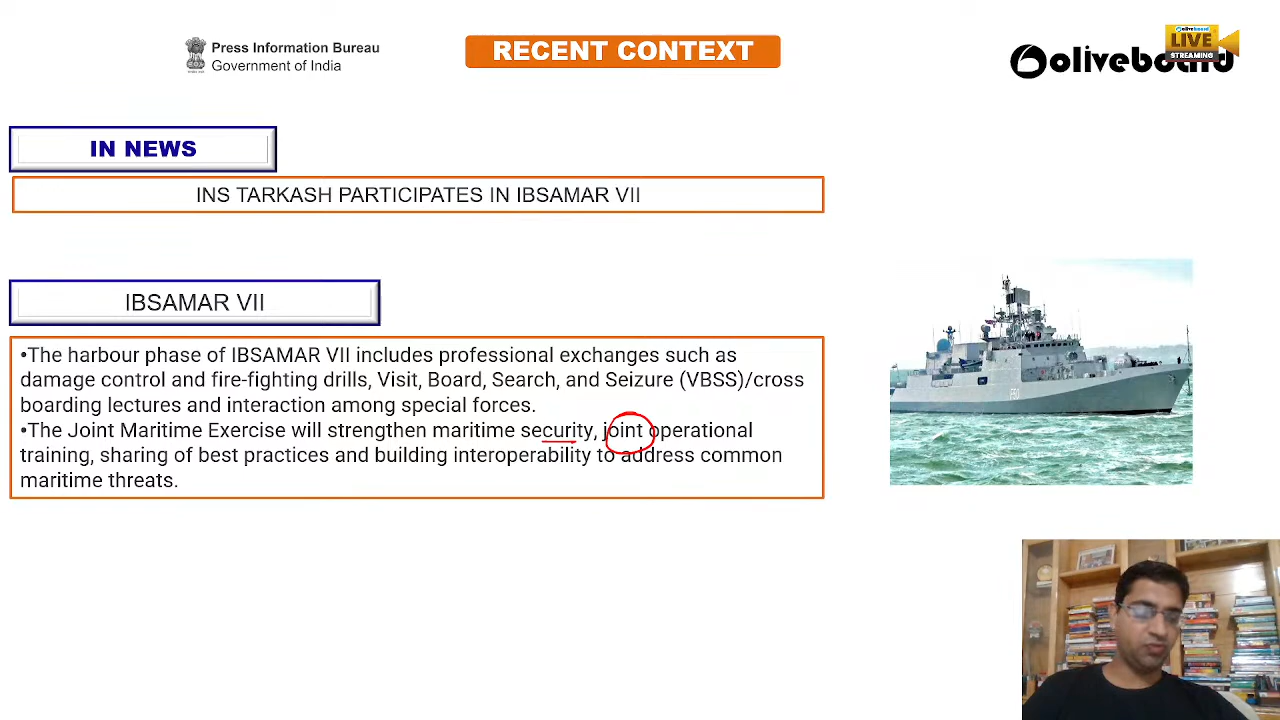 Press Information Bureau
Government of India
RECENT CONTEXT
LIVE
STREAMING
oliveboard
IN NEWS
INS TARKASH PARTICIPATES IN IBSAMAR VII
IBSAMAR VII
•The harbour phase of IBSAMAR VII includes professional exchanges such as
damage control and fire-fighting drills, Visit, Board, Search, and Seizure (VBSS)/cross
boarding lectures and interaction among special forces.
•The Joint Maritime Exercise will strengthen maritime security, joint operational
training, sharing of best practices and building interoperability to address common
maritime threats.